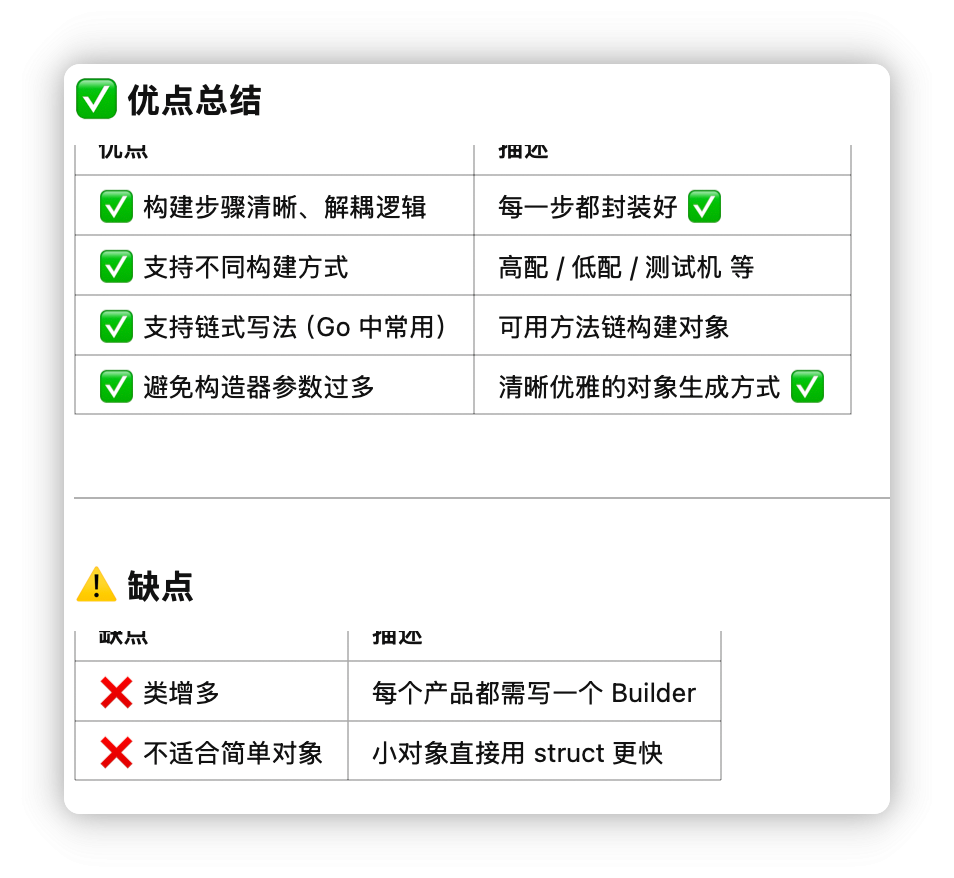 ✅ 优点总结
优点 描述
✅ 构建步骤清晰、解耦逻辑 每一步都封装好 ✅
✅ 支持不同构建方式 高配 / 低配 / 测试机 等
✅ 支持链式写法（Go 中常用） 可用方法链构建对象
✅ 避免构造器参数过多 清晰优雅的对象生成方式 ✅
⚠️ 缺点
缺点 描述
❌ 类增多 每个产品都需写一个 Builder
❌ 不适合简单对象 小对象直接用 struct 更快